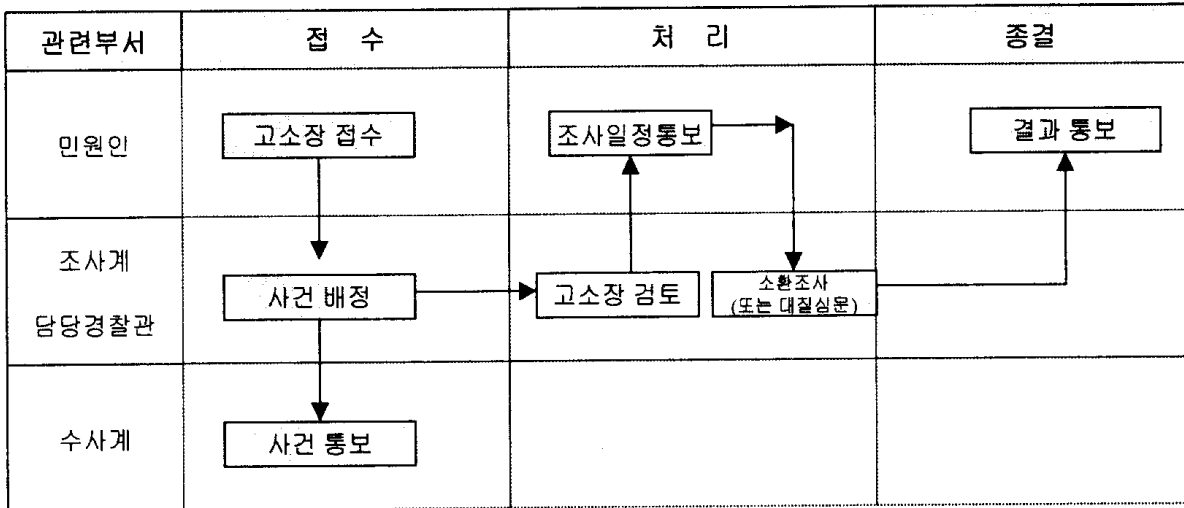 관련부서
접 수
처 리
종결
민원인
고소장 접수
조사일정통보
결과 통보
조사계
담당경찰관
사건 배정
고소장 검토
소환조사
(또는 대질심문)
수사계
사건 통보